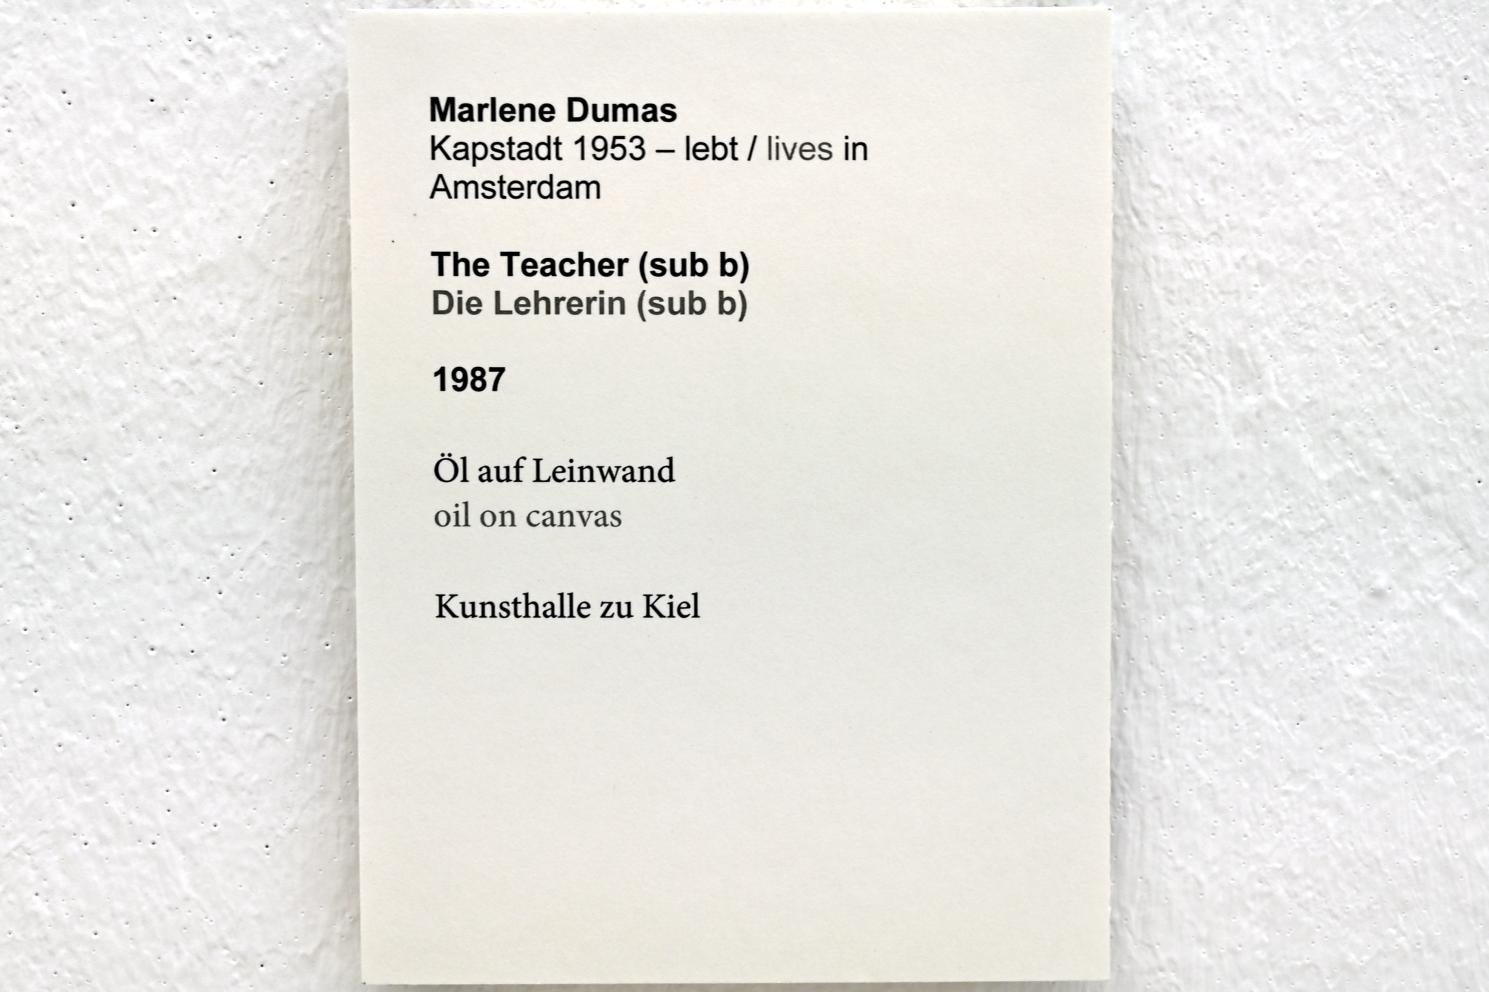 Marlene Dumas
Kapstadt 1953 – lebt / lives in
Amsterdam
The Teacher (sub b)
Die Lehrerin (sub b)
1987
Öl auf Leinwand
oil on canvas
Kunsthalle zu Kiel